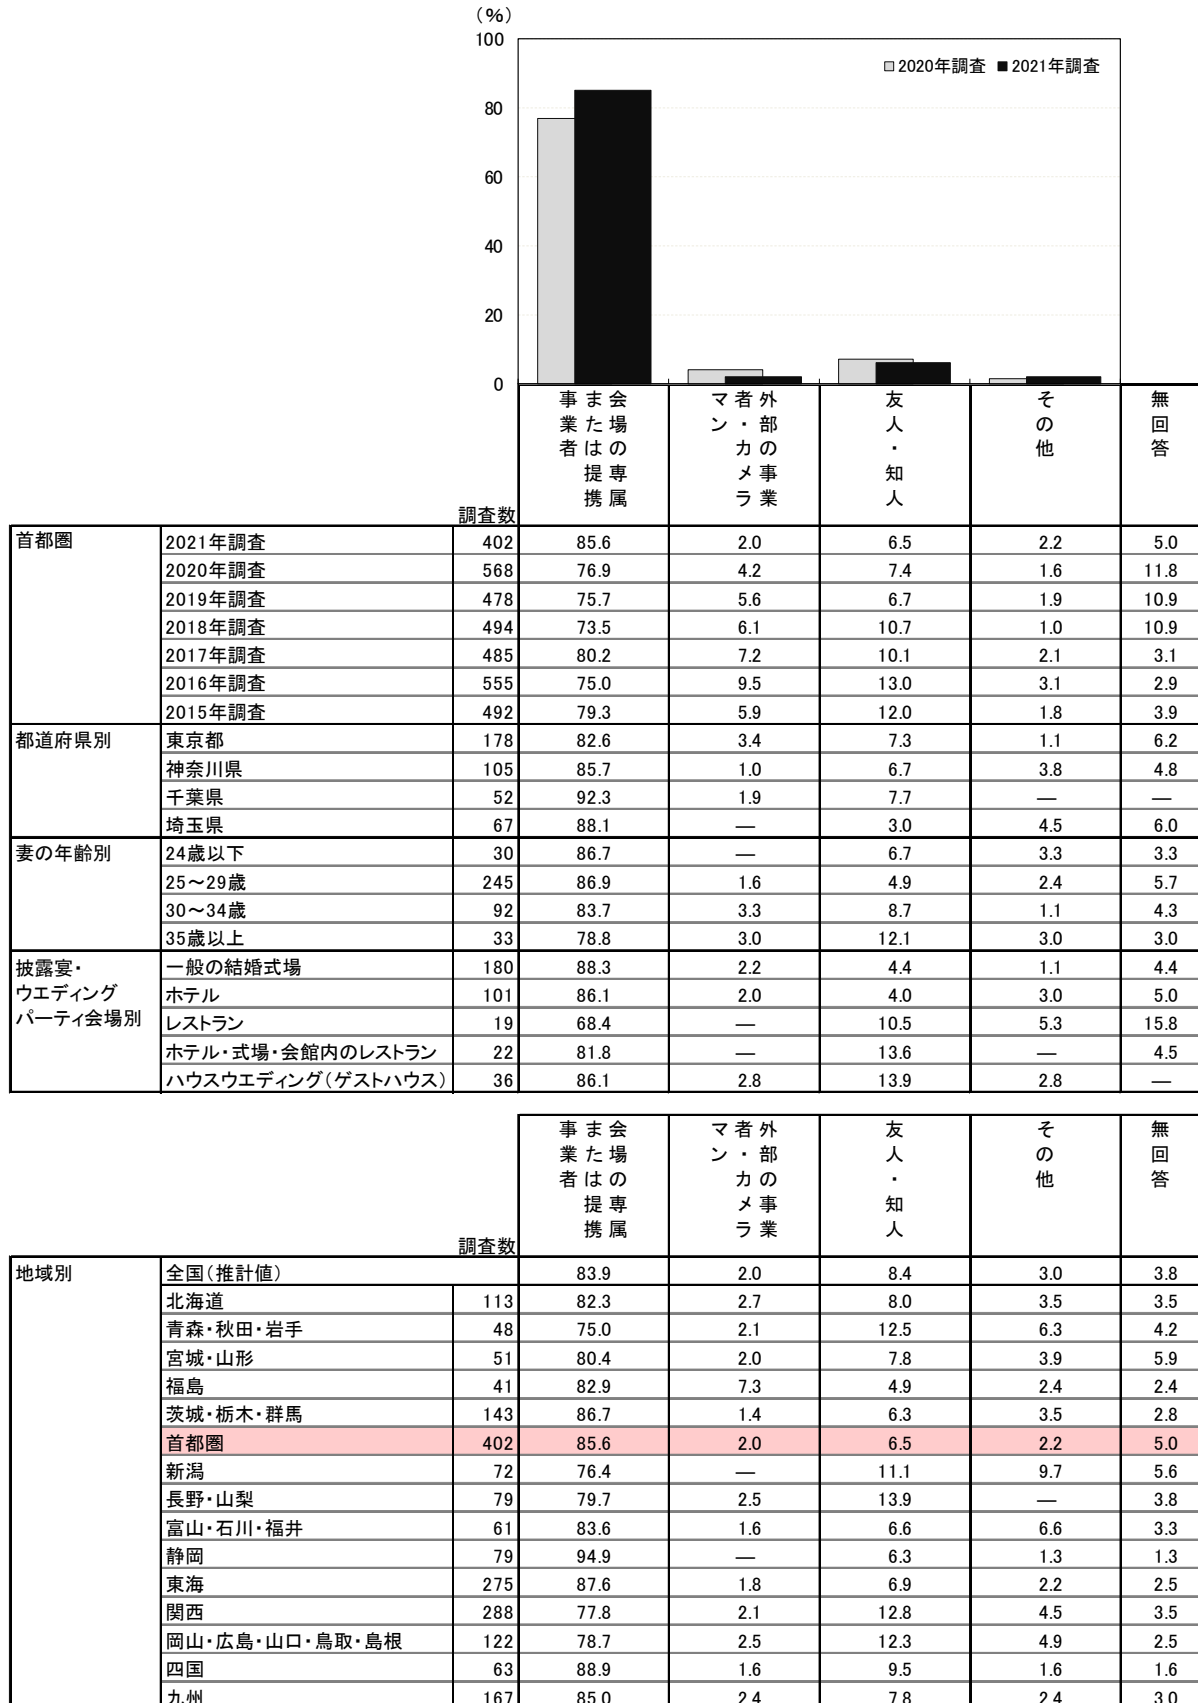 （%）
100
80
60
40
20
0
□2020年調査 ■2021年調査
調査数 会場の専属または提携事業者 外部の事業者・カメラマン 友人・知人 その他 無回答
首都圏 2021年調査 402 85.6 2.0 6.5 2.2 5.0
2020年調査 568 76.9 4.2 7.4 1.6 11.8
2019年調査 478 75.7 5.6 6.7 1.9 10.9
2018年調査 494 73.5 6.1 10.7 1.0 10.9
2017年調査 485 80.2 7.2 10.1 2.1 3.1
2016年調査 555 75.0 9.5 13.0 3.1 2.9
2015年調査 492 79.3 5.9 12.0 1.8 3.9
都道府県別 東京都 178 82.6 3.4 7.3 1.1 6.2
神奈川県 105 85.7 1.0 6.7 3.8 4.8
千葉県 52 92.3 1.9 7.7 — —
埼玉県 67 88.1 — 3.0 4.5 6.0
妻の年齢別 24歳以下 30 86.7 — 6.7 3.3 3.3
25～29歳 245 86.9 1.6 4.9 2.4 5.7
30～34歳 92 83.7 3.3 8.7 1.1 4.3
35歳以上 33 78.8 3.0 12.1 3.0 3.0
披露宴・ 一般の結婚式場 180 88.3 2.2 4.4 1.1 4.4
ウエディング ホテル 101 86.1 2.0 4.0 3.0 5.0
パーティ会場別 レストラン 19 68.4 — 10.5 5.3 15.8
ホテル・式場・会館内のレストラン 22 81.8 — 13.6 — 4.5
ハウスウエディング（ゲストハウス） 36 86.1 2.8 13.9 2.8 —
調査数 会場の専属または提携事業者 外部の事業者・カメラマン 友人・知人 その他 無回答
地域別 全国（推計値） 83.9 2.0 8.4 3.0 3.8
北海道 113 82.3 2.7 8.0 3.5 3.5
青森・秋田・岩手 48 75.0 2.1 12.5 6.3 4.2
宮城・山形 51 80.4 2.0 7.8 3.9 5.9
福島 41 82.9 7.3 4.9 2.4 2.4
茨城・栃木・群馬 143 86.7 1.4 6.3 3.5 2.8
首都圏 402 85.6 2.0 6.5 2.2 5.0
新潟 72 76.4 — 11.1 9.7 5.6
長野・山梨 79 79.7 2.5 13.9 — 3.8
富山・石川・福井 61 83.6 1.6 6.6 6.6 3.3
静岡 79 94.9 — 6.3 1.3 1.3
東海 275 87.6 1.8 6.9 2.2 2.5
関西 288 77.8 2.1 12.8 4.5 3.5
岡山・広島・山口・鳥取・島根 122 78.7 2.5 12.3 4.9 2.5
四国 63 88.9 1.6 9.5 1.6 1.6
九州 167 85.0 2.4 7.8 2.4 3.0